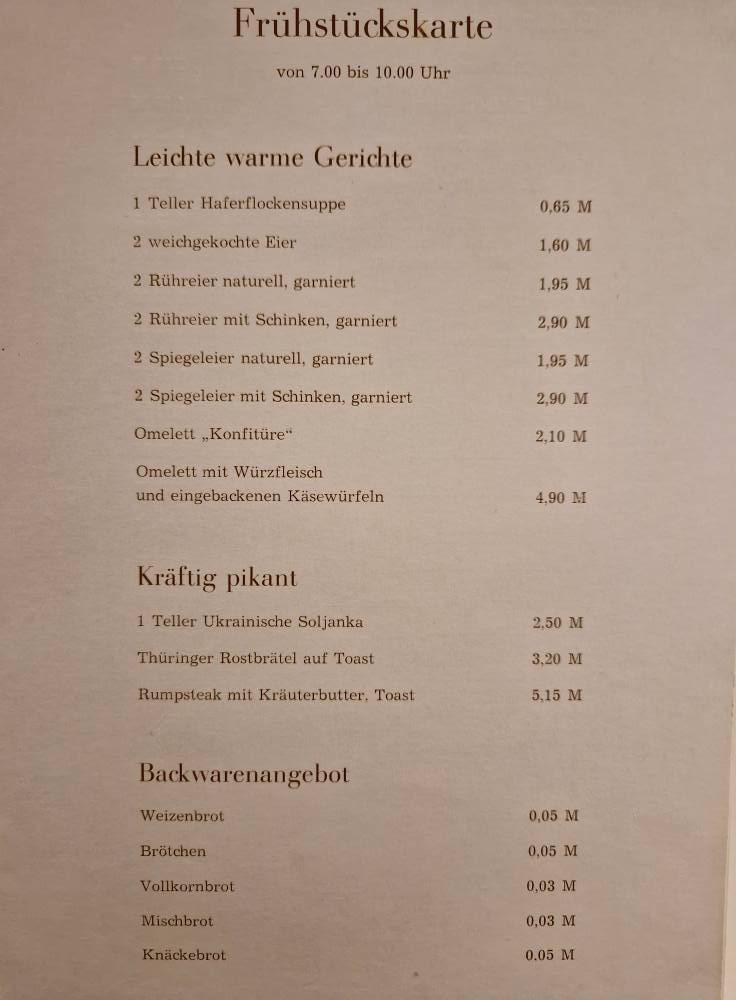 Frühstückskarte
von 7.00 bis 10.00 Uhr
Leichte warme Gerichte
1 Teller Haferflockensuppe 0,65 M
2 weichgekochte Eier 1,60 M
2 Rühreier naturell, garniert 1,95 M
2 Rühreier mit Schinken, garniert 2,90 M
2 Spiegeleier naturell, garniert 1,95 M
2 Spiegeleier mit Schinken, garniert 2,90 M
Omelett „Konfitüre“ 2,10 M
Omelett mit Würzfleisch
und eingebackenen Käsewürfeln 4,90 M
Kräftig pikant
1 Teller Ukrainische Soljanka 2,50 M
Thüringer Rostbrätel auf Toast 3,20 M
Rumpsteak mit Kräuterbutter, Toast 5,15 M
Backwarenangebot
Weizenbrot 0,05 M
Brötchen 0,05 M
Vollkornbrot 0,03 M
Mischbrot 0,03 M
Knäckebrot 0.05 M